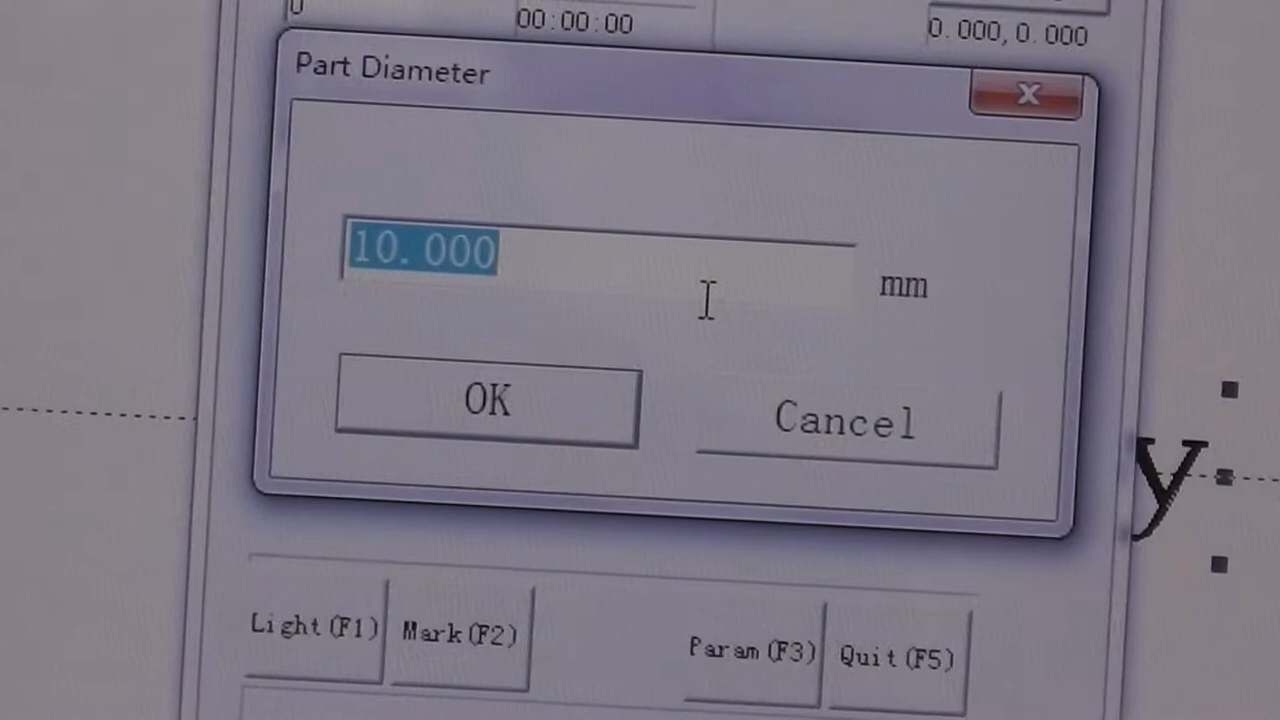 0
00:00:00
0.000, 0.000
Part Diameter
10.000
mm
OK
Cancel
y
Light(F1)
Mark(F2)
Param(F3)
Quit(F5)